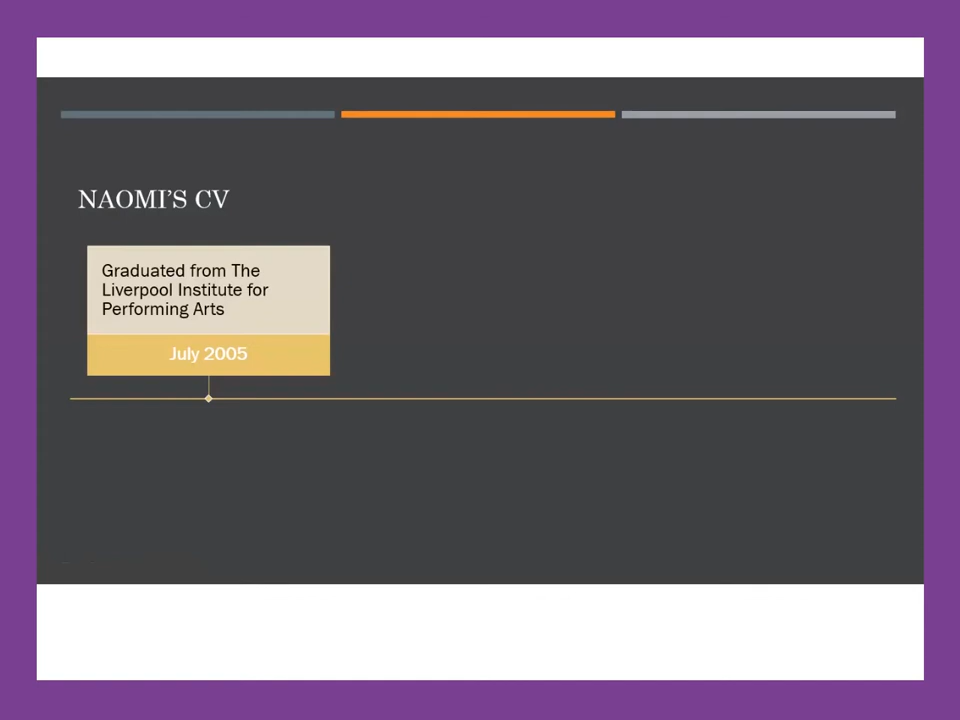 NAOMI’S CV
Graduated from The
Liverpool Institute for
Performing Arts
July 2005